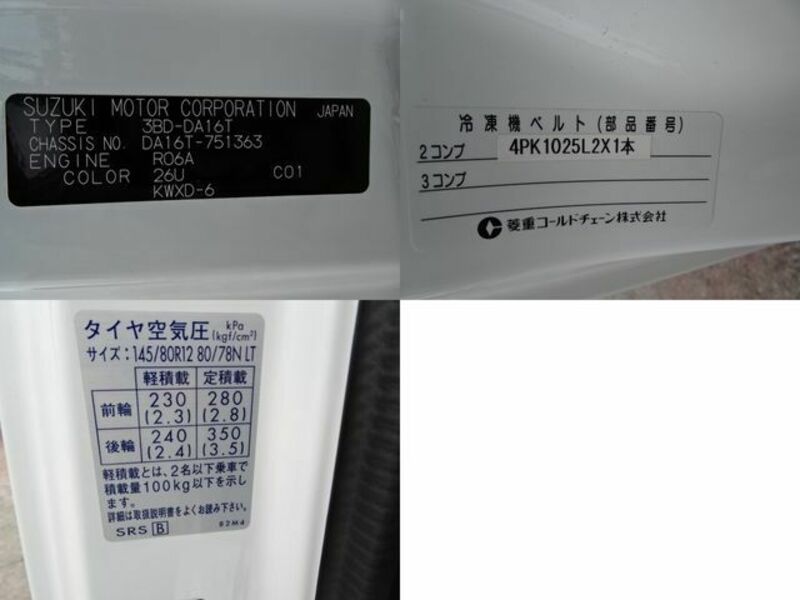 SUZUKI MOTOR CORPORATION JAPAN
TYPE 3BD-DA16T
CHASSIS NO. DA16T-751363
ENGINE R06A
COLOR 26U C01
KWXD-6
冷凍機ベルト(部品番号)
2コンプ 4PK1025L2X1本
3コンプ
菱重コールドチェーン株式会社
タイヤ空気圧 kPa
(kgf/cm²)
サイズ:145/80R12 80/78N LT
軽積載 定積載
前輪 230 280
(2.3) (2.8)
後輪 240 350
(2.4) (3.5)
軽積載とは、2名以下乗車で
積載量100kg以下を示し
ます。
詳細は取扱説明書をよくお読み下さい。
SRS B 82M4